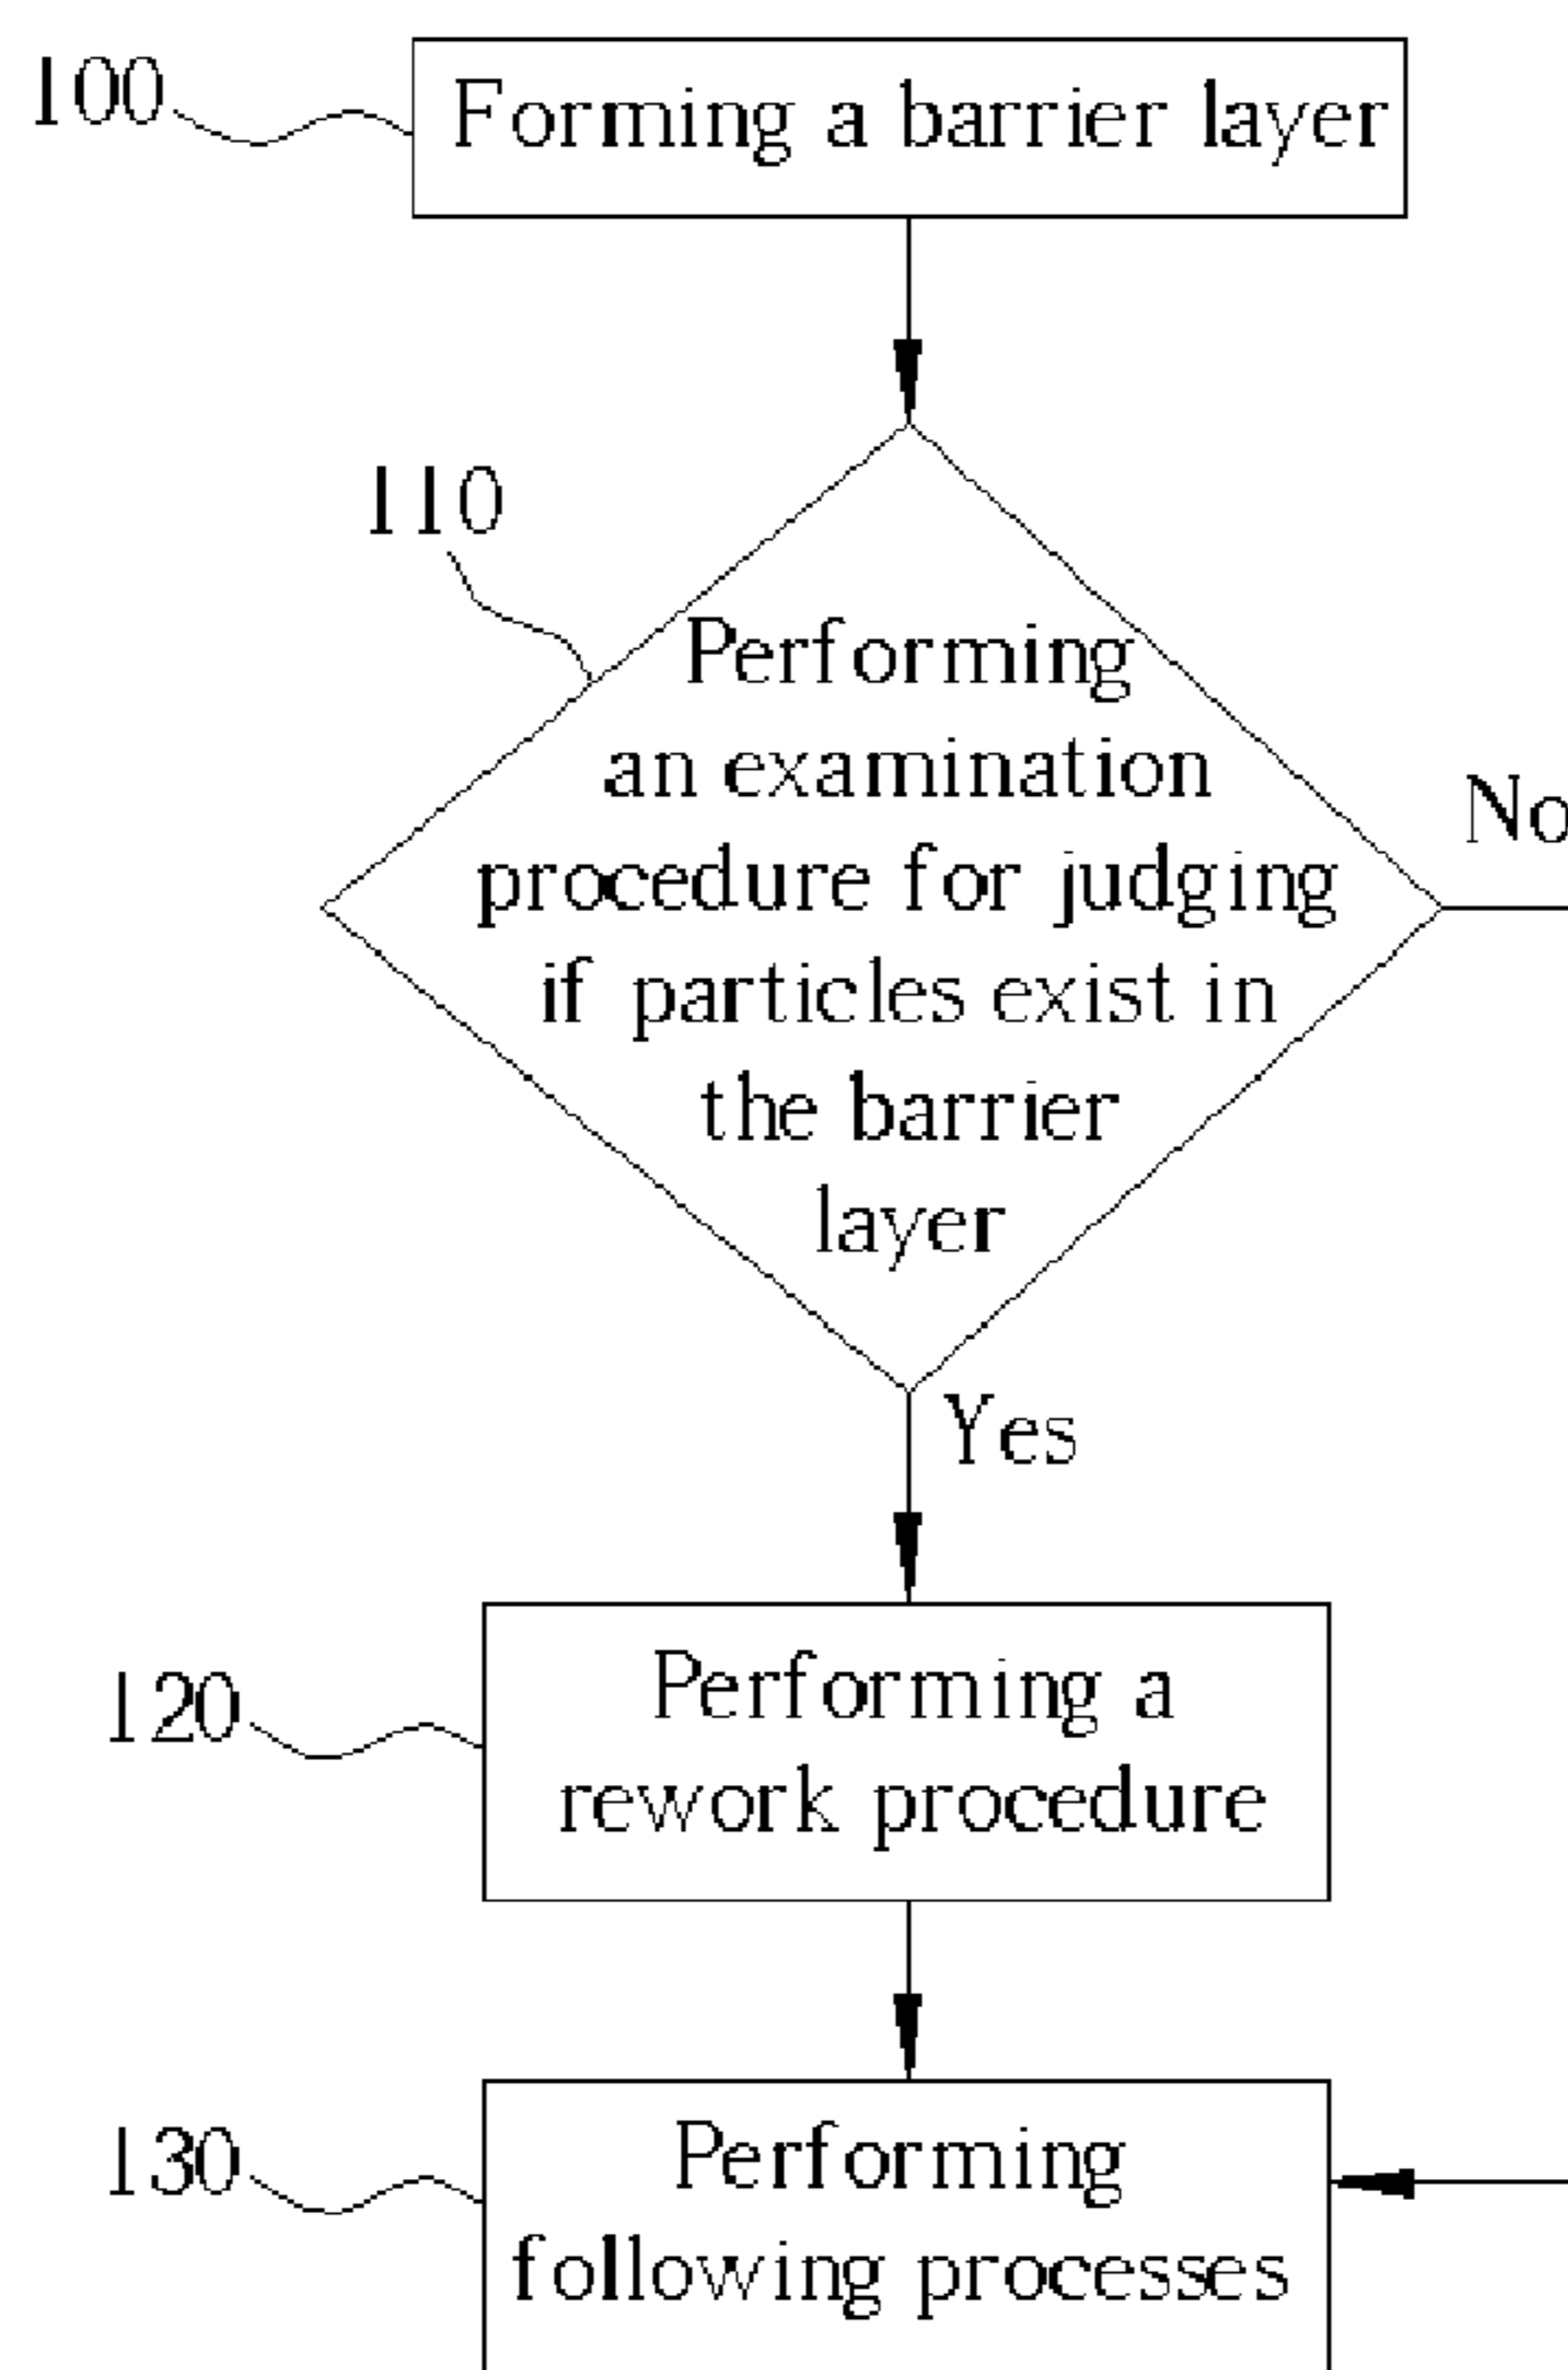 100
Forming a barrier layer
110
Performing
an examination
procedure for judging
if particles exist in
the barrier
layer
No
Yes
120
Performing a
rework procedure
130
Performing
following processes